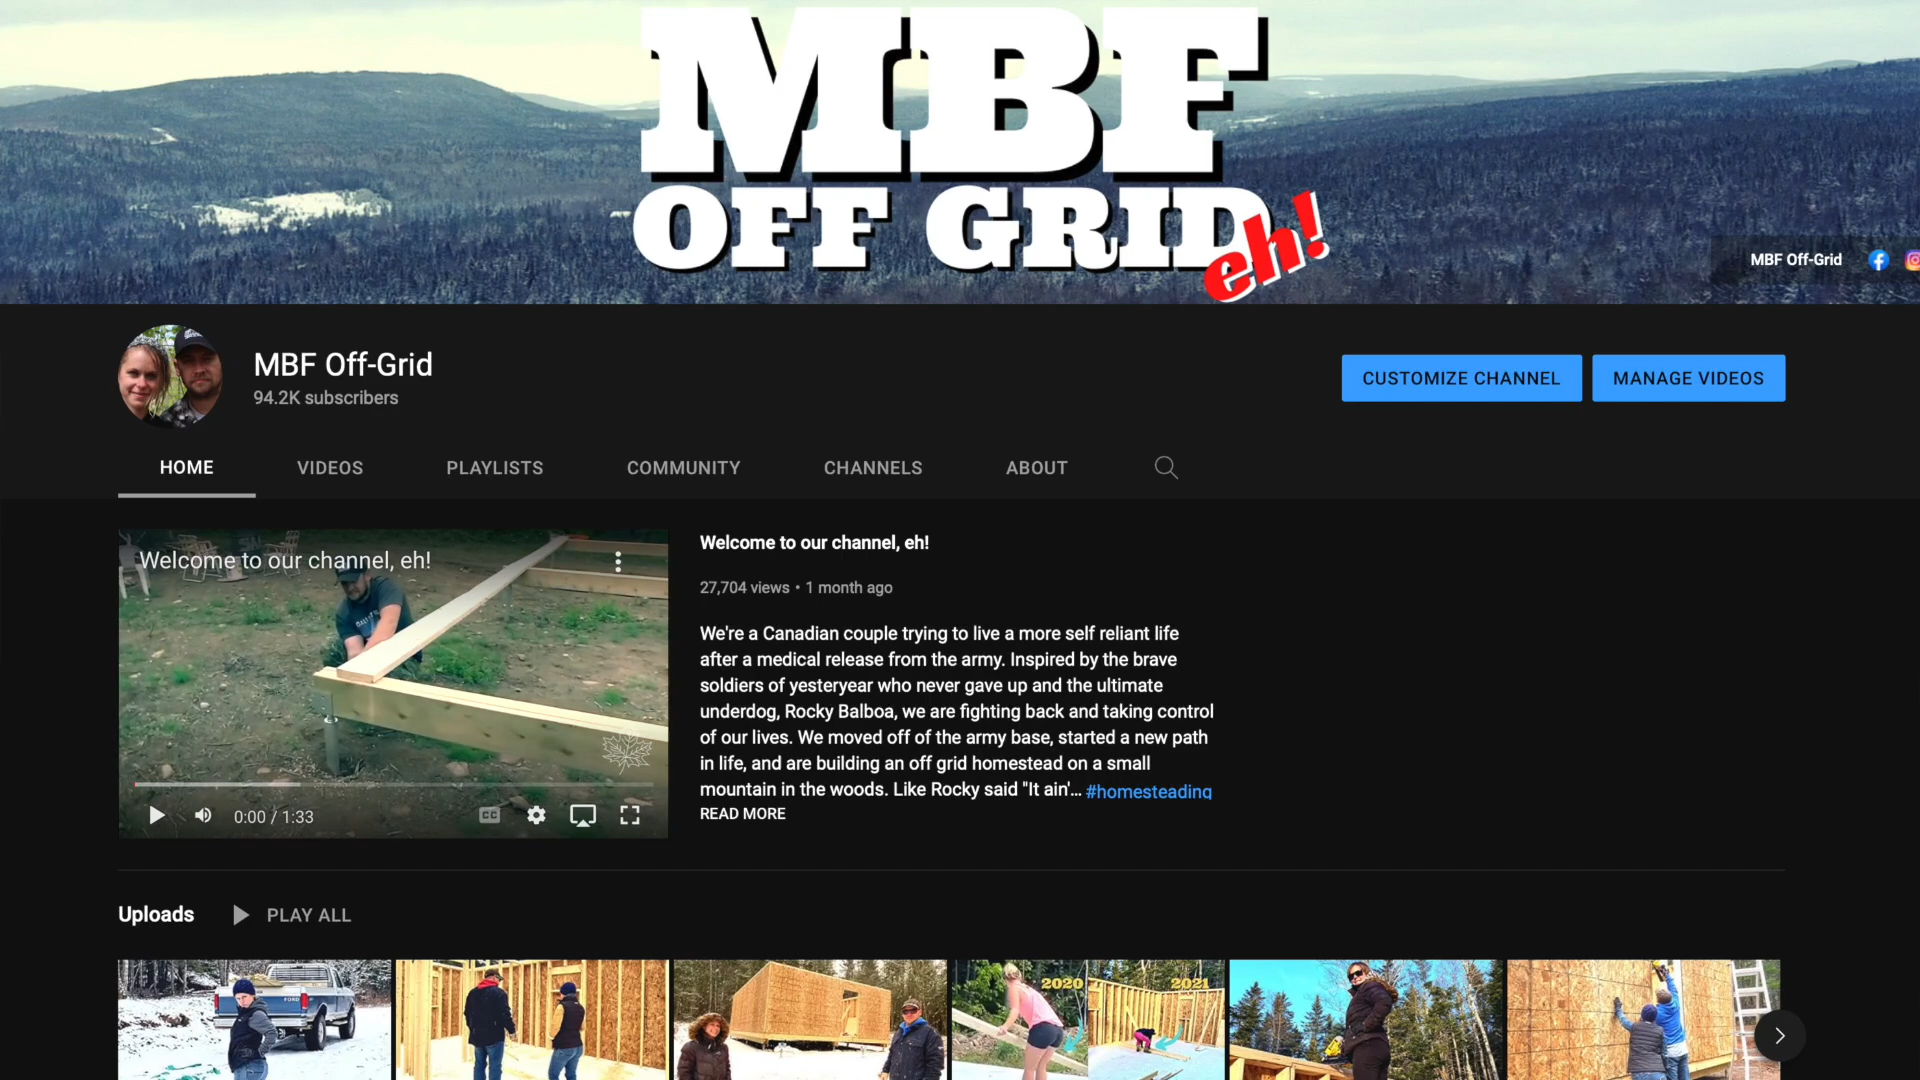 MBF
OFF GRID
eh!
MBF Off-Grid
MBF Off-Grid
94.2K subscribers
CUSTOMIZE CHANNEL
MANAGE VIDEOS
HOME
VIDEOS
PLAYLISTS
COMMUNITY
CHANNELS
ABOUT
Welcome to our channel, eh!
0:00 / 1:33
CC
Welcome to our channel, eh!
27,704 views • 1 month ago
We're a Canadian couple trying to live a more self reliant life
after a medical release from the army. Inspired by the brave
soldiers of yesteryear who never gave up and the ultimate
underdog, Rocky Balboa, we are fighting back and taking control
of our lives. We moved off of the army base, started a new path
in life, and are building an off grid homestead on a small
mountain in the woods. Like Rocky said "It ain'... #homesteading
READ MORE
Uploads
PLAY ALL
FORD
2020
2021